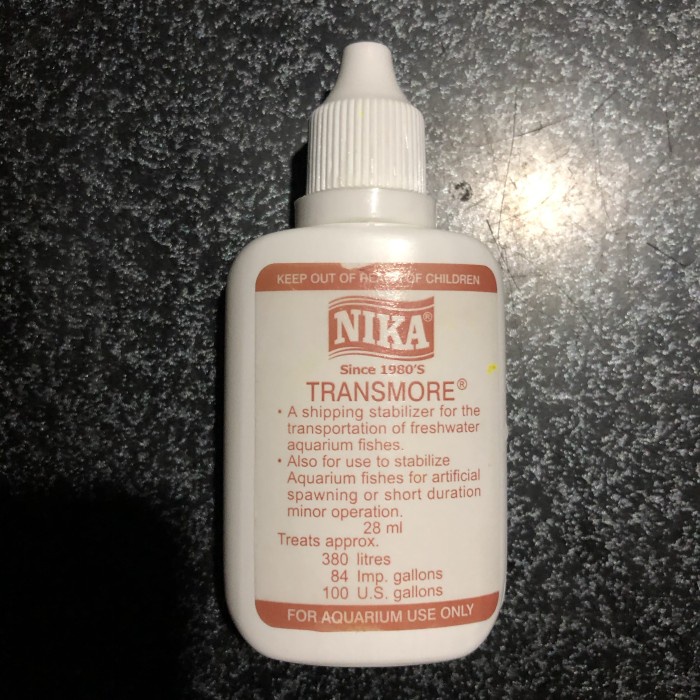 KEEP OUT OF REACH OF CHILDREN
NIKA®
Since 1980'S
TRANSMORE®
• A shipping stabilizer for the
transportation of freshwater
aquarium fishes.
• Also for use to stabilize
Aquarium fishes for artificial
spawning or short duration
minor operation.
28 ml
Treats approx.
380 litres
84 Imp. gallons
100 U.S. gallons
FOR AQUARIUM USE ONLY